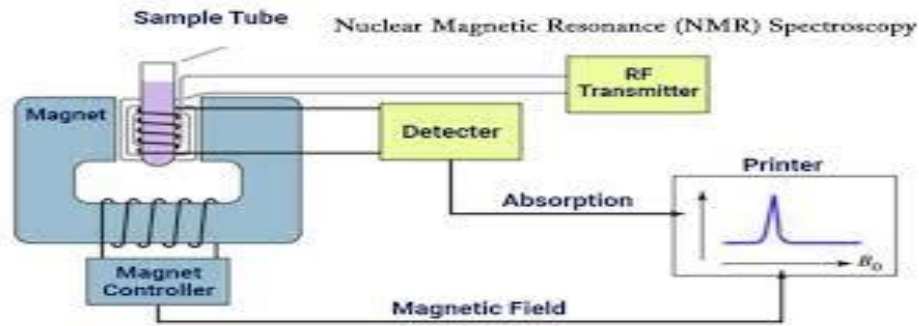 Sample Tube
Nuclear Magnetic Resonance (NMR) Spectroscopy
RF
Transmitter
Magnet
Detecter
Printer
Absorption
B₀
Magnet
Controller
Magnetic Field